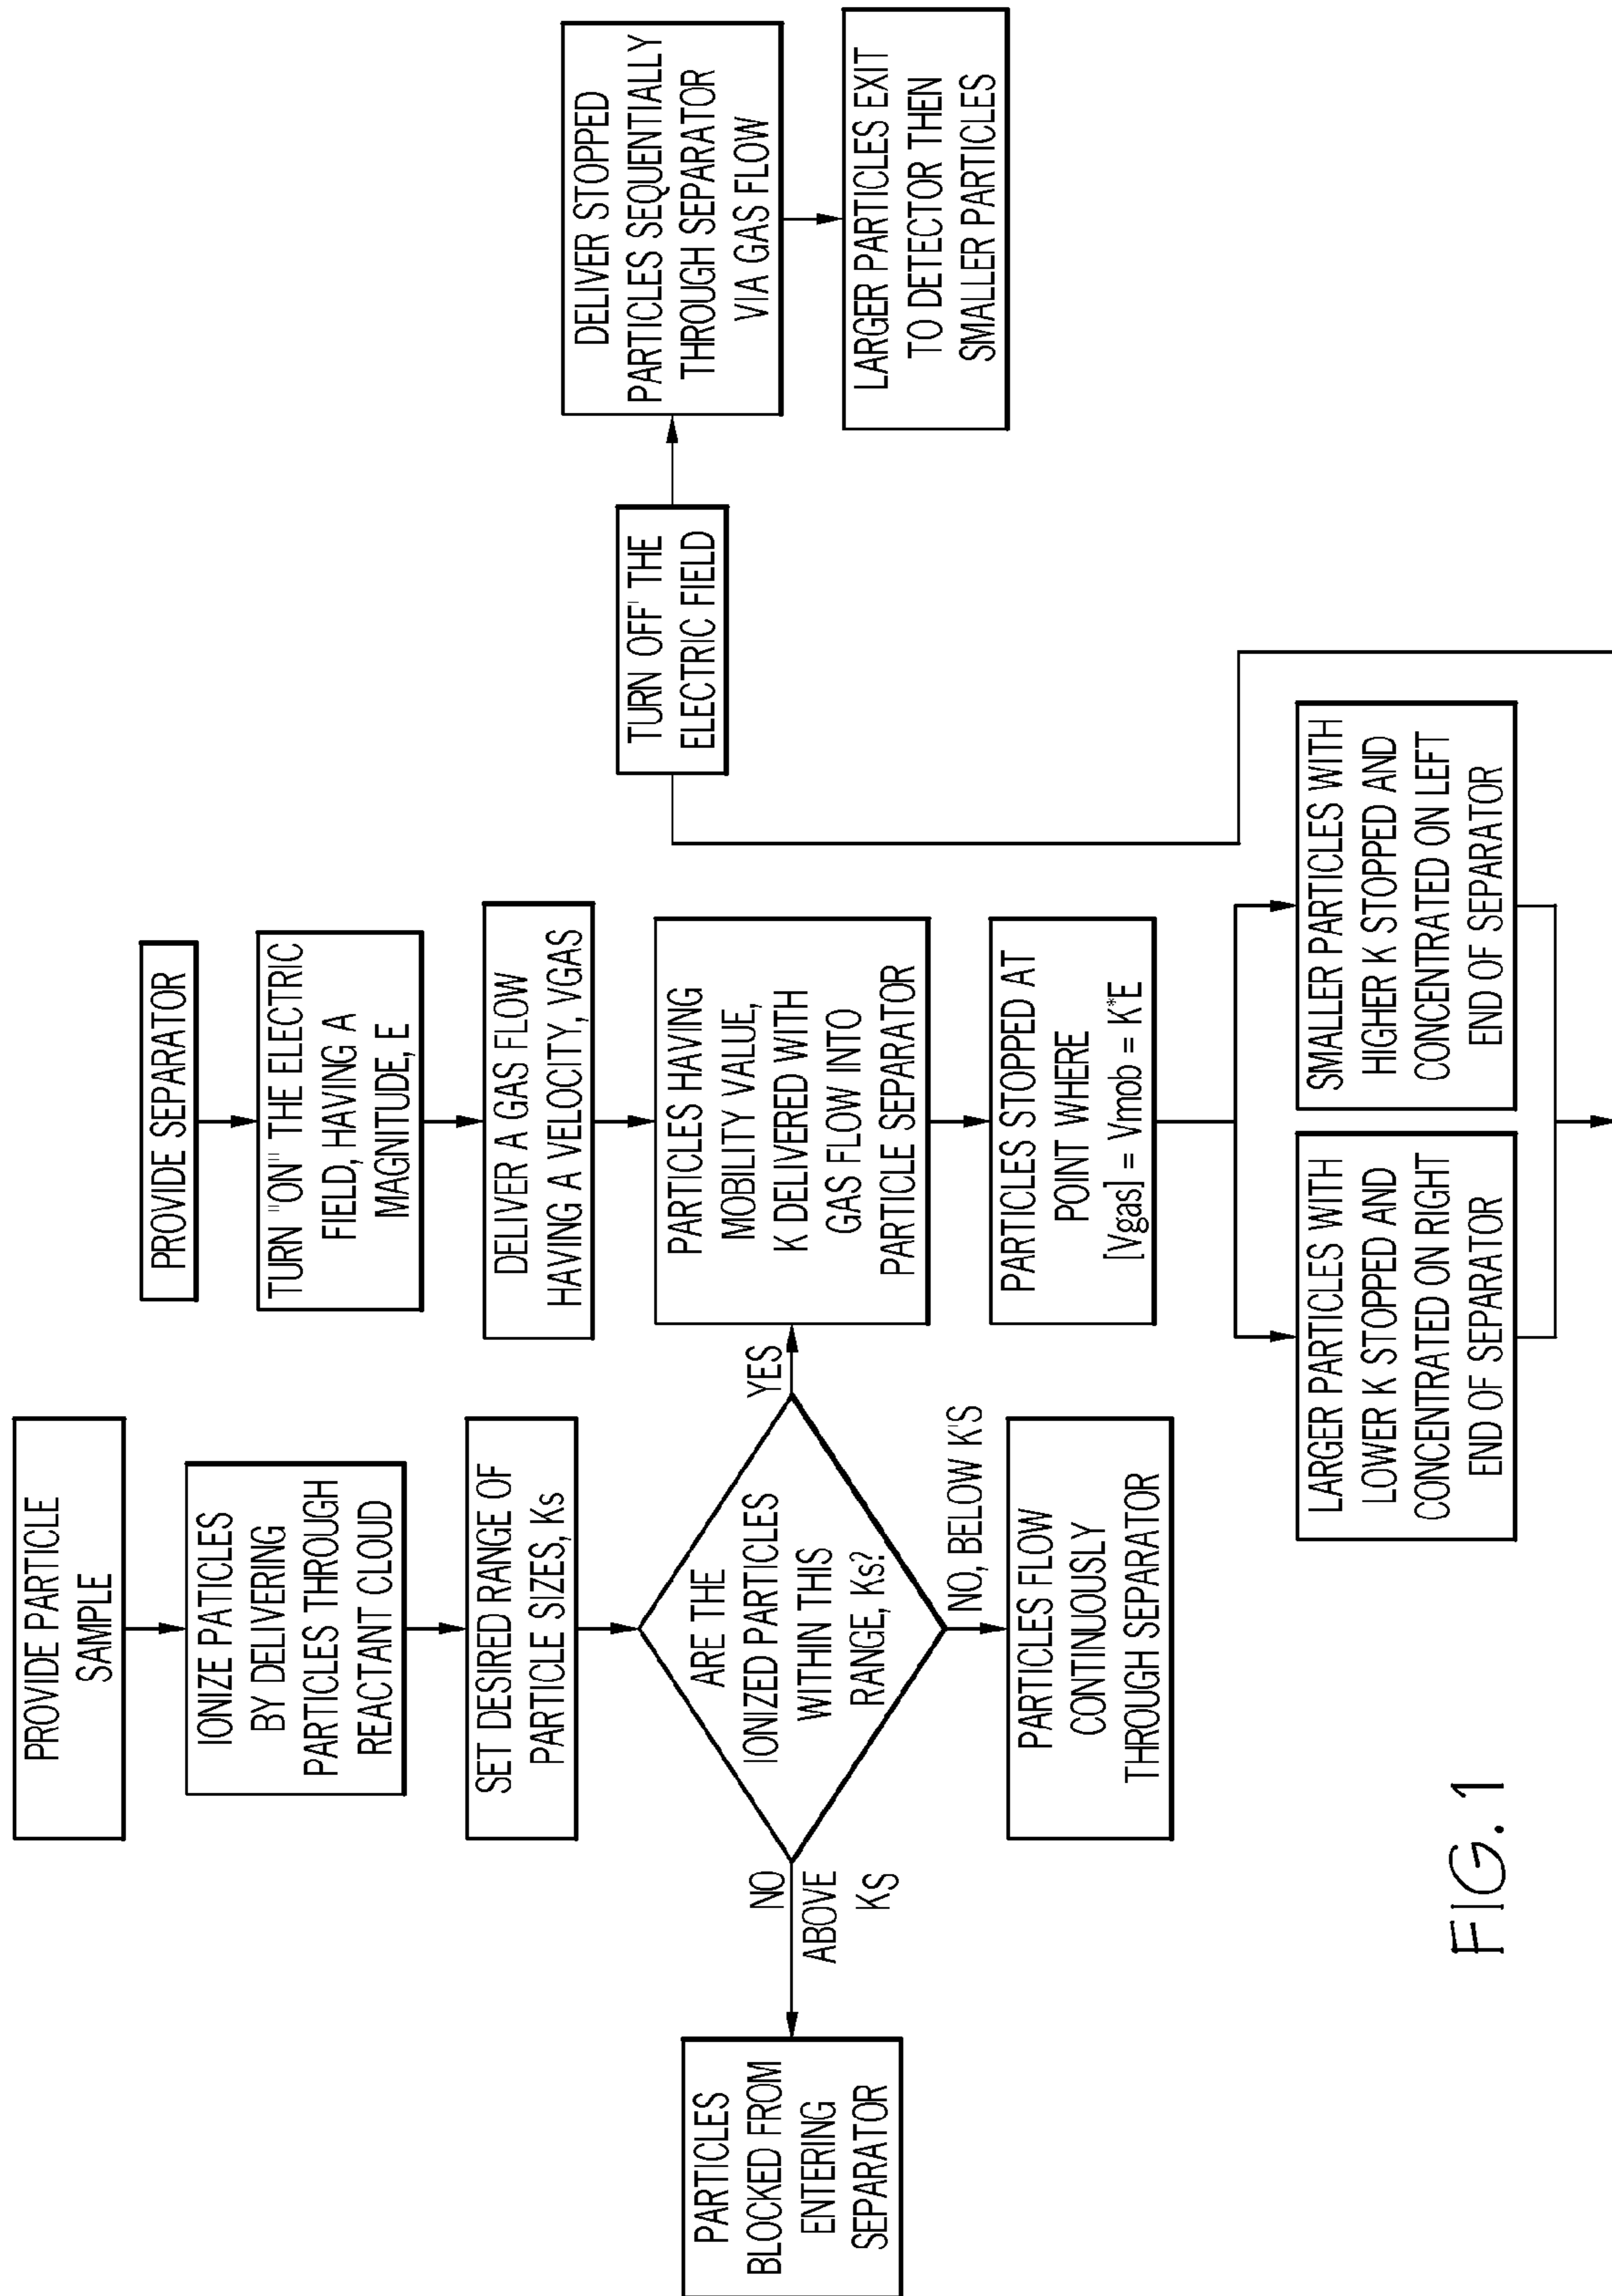 PROVIDE PARTICLE
SAMPLE
IONIZE PATICLES
BY DELIVERING
PARTICLES THROUGH
REACTANT CLOUD
SET DESIRED RANGE OF
PARTICLE SIZES, Ks
ARE THE
IONIZED PARTICLES
WITHIN THIS
RANGE, Ks?
NO
ABOVE
KS
PARTICLES
BLOCKED FROM
ENTERING
SEPARATOR
NO, BELOW K'S
PARTICLES FLOW
CONTINUOUSLY
THROUGH SEPARATOR
YES
PROVIDE SEPARATOR
TURN "ON" THE ELECTRIC
FIELD, HAVING A
MAGNITUDE, E
DELIVER A GAS FLOW
HAVING A VELOCITY, VGAS
PARTICLES HAVING
MOBILITY VALUE,
K DELIVERED WITH
GAS FLOW INTO
PARTICLE SEPARATOR
PARTICLES STOPPED AT
POINT WHERE
[Vgas] = Vmob = K*E
LARGER PARTICLES WITH
LOWER K STOPPED AND
CONCENTRATED ON RIGHT
END OF SEPARATOR
SMALLER PARTICLES WITH
HIGHER K STOPPED AND
CONCENTRATED ON LEFT
END OF SEPARATOR
TURN OFF" THE
ELECTRIC FIELD
DELIVER STOPPED
PARTICLES SEQUENTIALLY
THROUGH SEPARATOR
VIA GAS FLOW
LARGER PARTICLES EXIT
TO DETECTOR THEN
SMALLER PARTICLES
FIG. 1